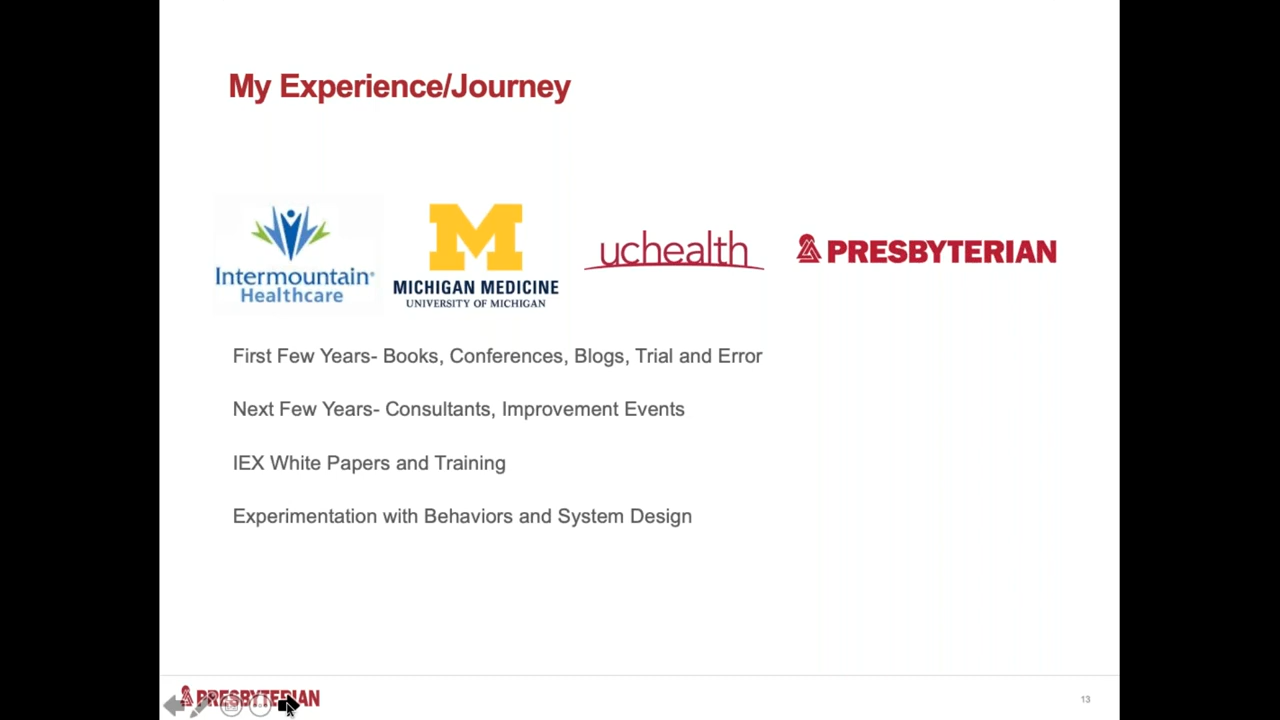 My Experience/Journey
Intermountain®
Healthcare
M
MICHIGAN MEDICINE
UNIVERSITY OF MICHIGAN
uchealth
PRESBYTERIAN
First Few Years- Books, Conferences, Blogs, Trial and Error
Next Few Years- Consultants, Improvement Events
IEX White Papers and Training
Experimentation with Behaviors and System Design
PRESBYTERIAN
13